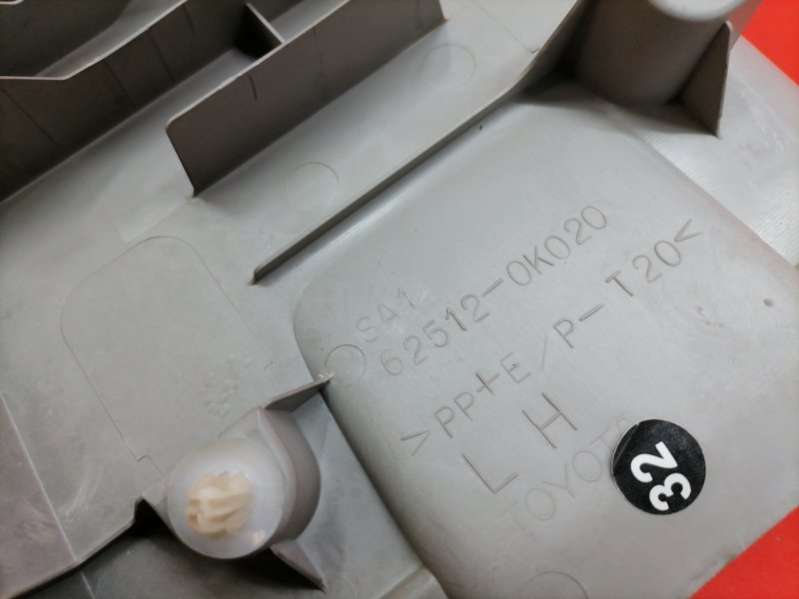 SA1
62512-0K020
>PP+E/P-T20<
LH
TOYOTA
32